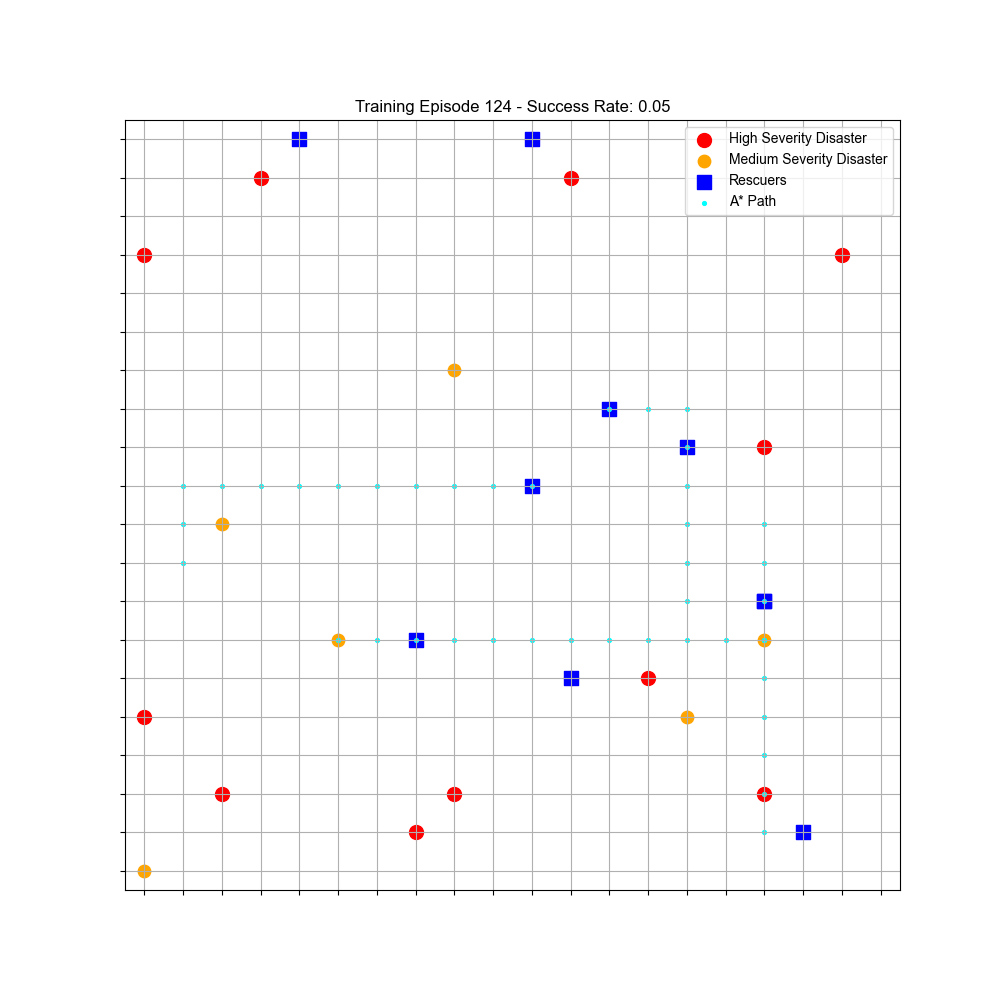 Training Episode 124 - Success Rate: 0.05
High Severity Disaster
Medium Severity Disaster
Rescuers
A* Path